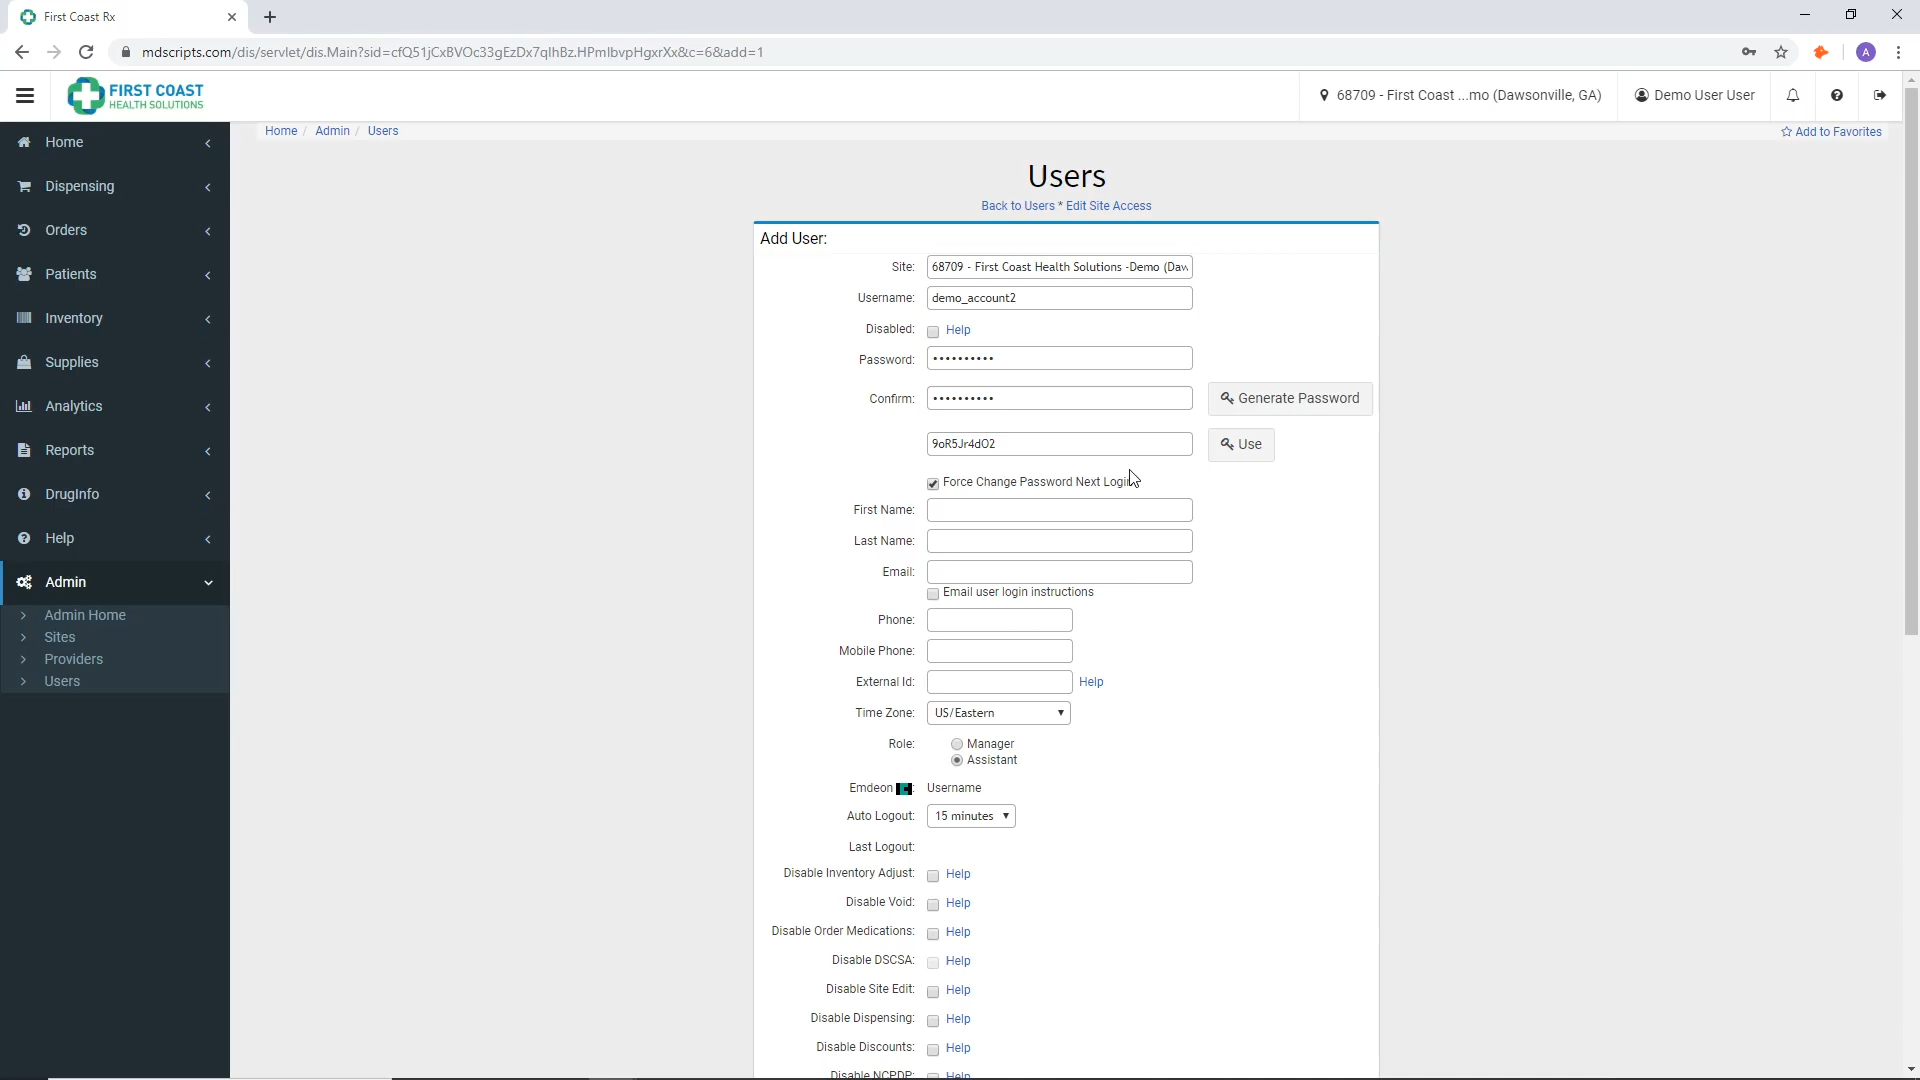 First Coast Rx
mdscripts.com/dis/servlet/dis.Main?sid=cfQ51jCxBVOc33gEzDx7qIhBz.HPmlbvpHgxrXx&c=6&add=1
A
FIRST COAST
HEALTH SOLUTIONS
68709 - First Coast ...mo (Dawsonville, GA)
Demo User User
Home / Admin / Users
Add to Favorites
Home
Dispensing
Orders
Patients
Inventory
Supplies
Analytics
Reports
DrugInfo
Help
Admin
Admin Home
Sites
Providers
Users
Users
Back to Users * Edit Site Access
Add User:
Site: 68709 - First Coast Health Solutions -Demo (Daw
Username: demo_account2
Disabled: Help
Password: ••••••••••
Confirm: •••••••••• Generate Password
9oR5Jr4dO2 Use
Force Change Password Next Login
First Name:
Last Name:
Email:
Email user login instructions
Phone:
Mobile Phone:
External Id: Help
Time Zone: US/Eastern
Role: Manager
Assistant
Emdeon : Username
Auto Logout: 15 minutes
Last Logout:
Disable Inventory Adjust: Help
Disable Void: Help
Disable Order Medications: Help
Disable DSCSA: Help
Disable Site Edit: Help
Disable Dispensing: Help
Disable Discounts: Help
Disable NCPDP: Help